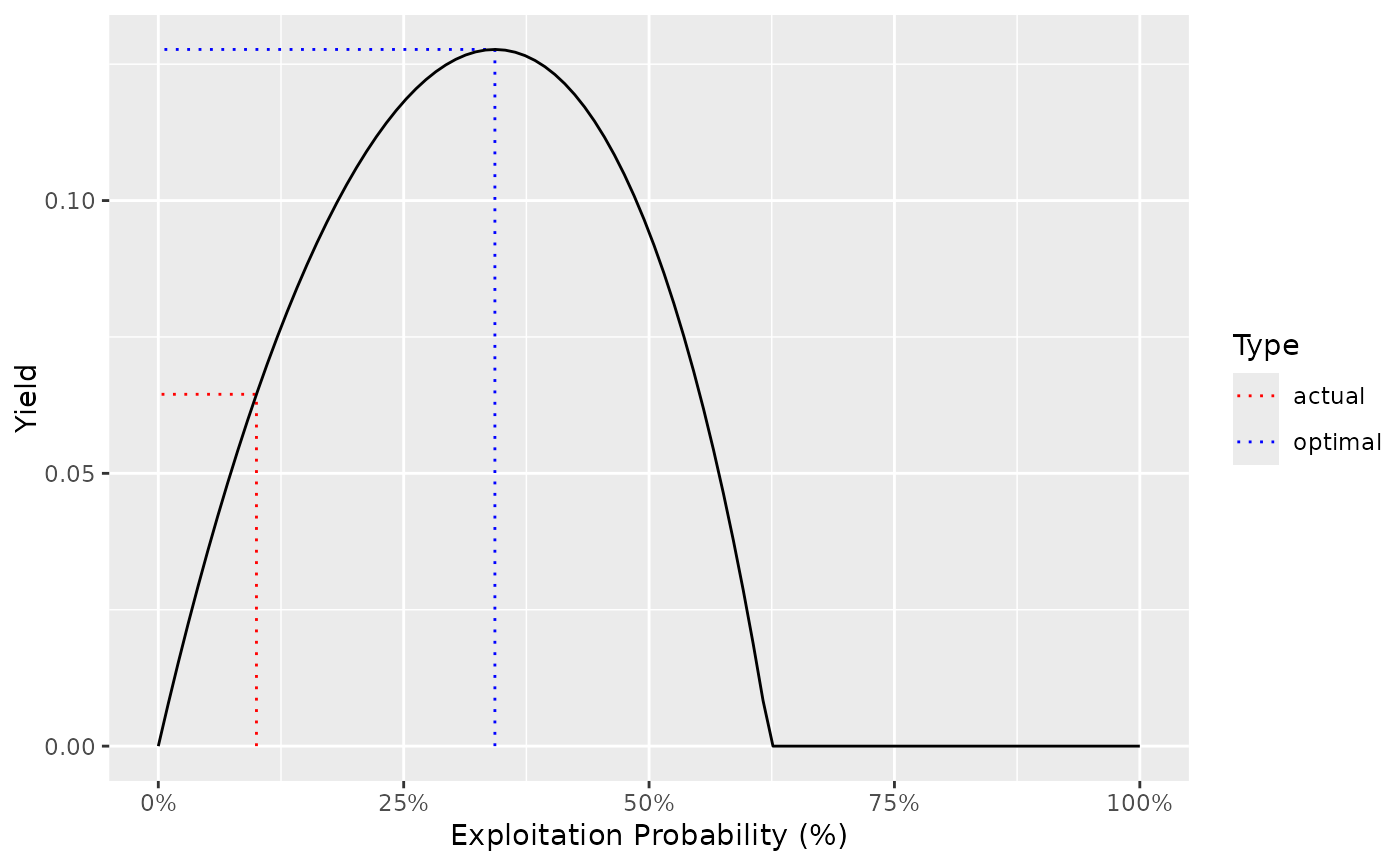 0.10
0.05
0.00
Yield
0%
25%
50%
75%
100%
Exploitation Probability (%)
Type
actual
optimal